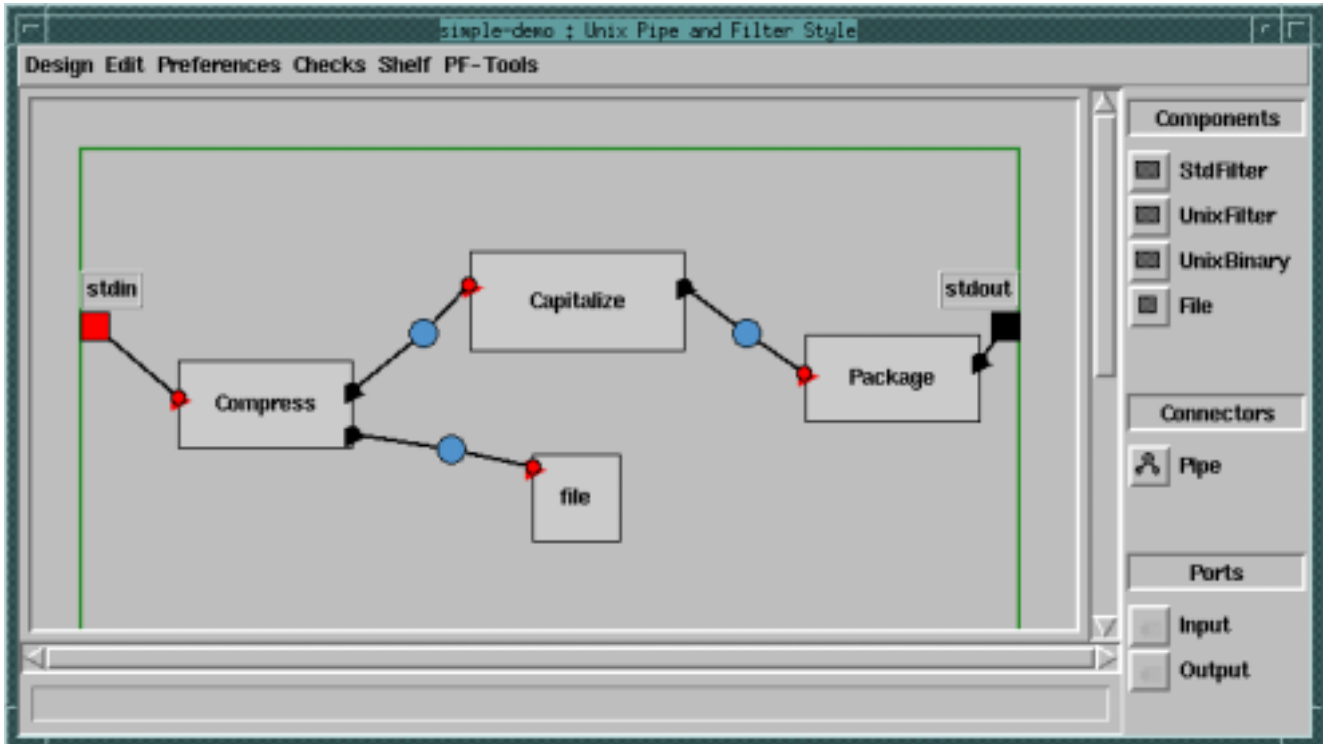 simple-demo : Unix Pipe and Filter Style
Design Edit Preferences Checks Shelf PF-Tools
stdin
Compress
Capitalize
file
Package
stdout
Components
StdFilter
UnixFilter
UnixBinary
File
Connectors
Pipe
Ports
Input
Output